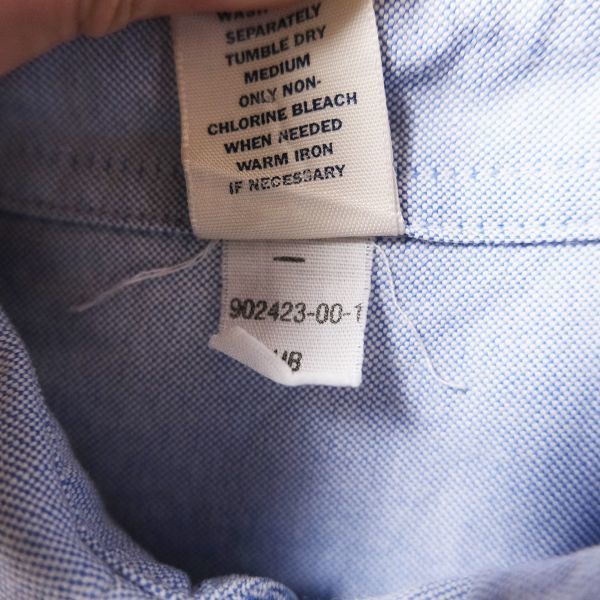 SEPARATELY
TUMBLE DRY
MEDIUM
ONLY NON-
CHLORINE BLEACH
WHEN NEEDED
WARM IRON
IF NECESSARY
902423-00-1